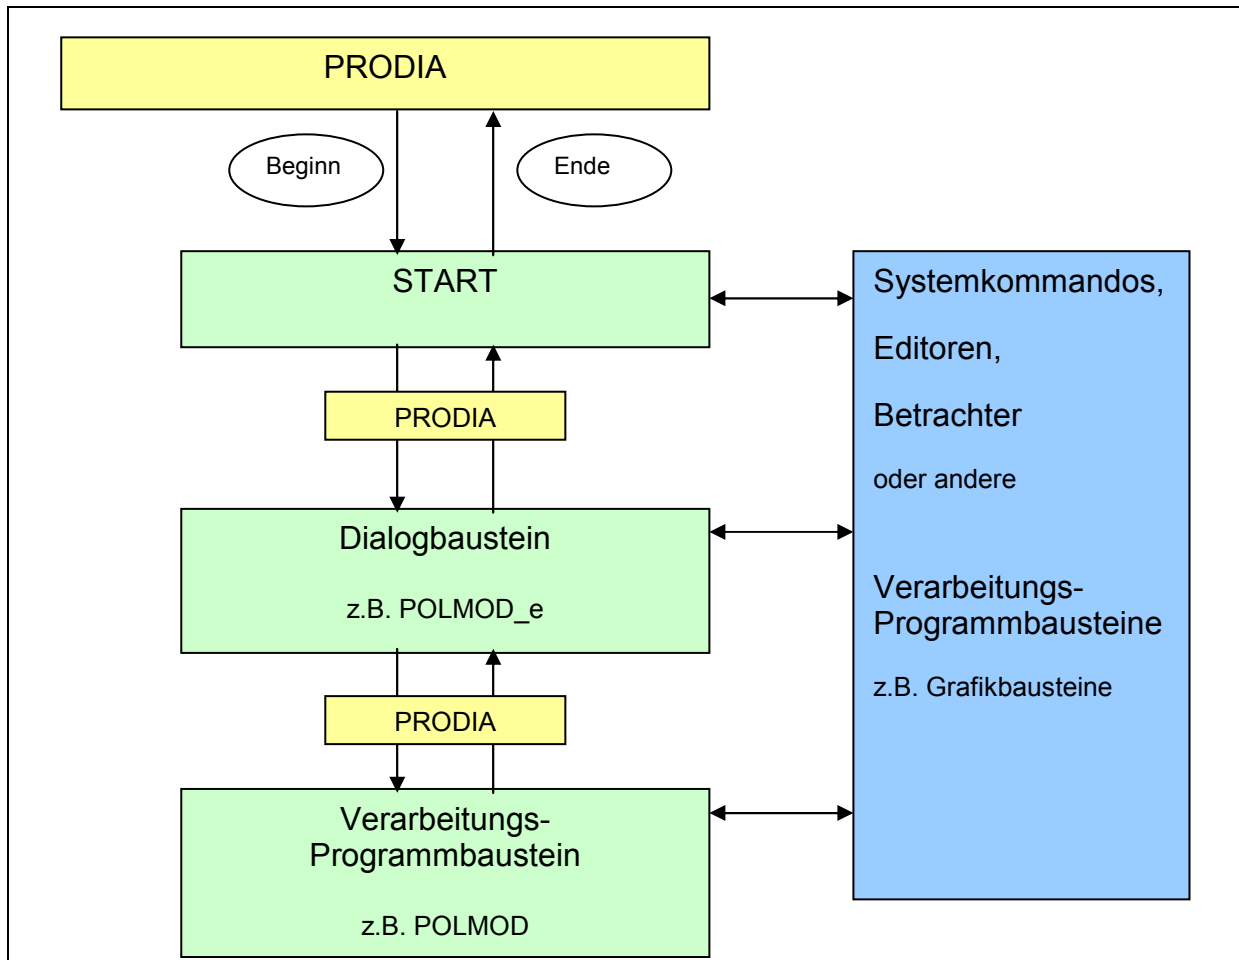 PRODIA
Beginn
Ende
START
PRODIA
Dialogbaustein
z.B. POLMOD_e
PRODIA
Verarbeitungs-
Programmbaustein
z.B. POLMOD
Systemkommandos,
Editoren,
Betrachter
oder andere
Verarbeitungs-
Programmbausteine
z.B. Grafikbausteine